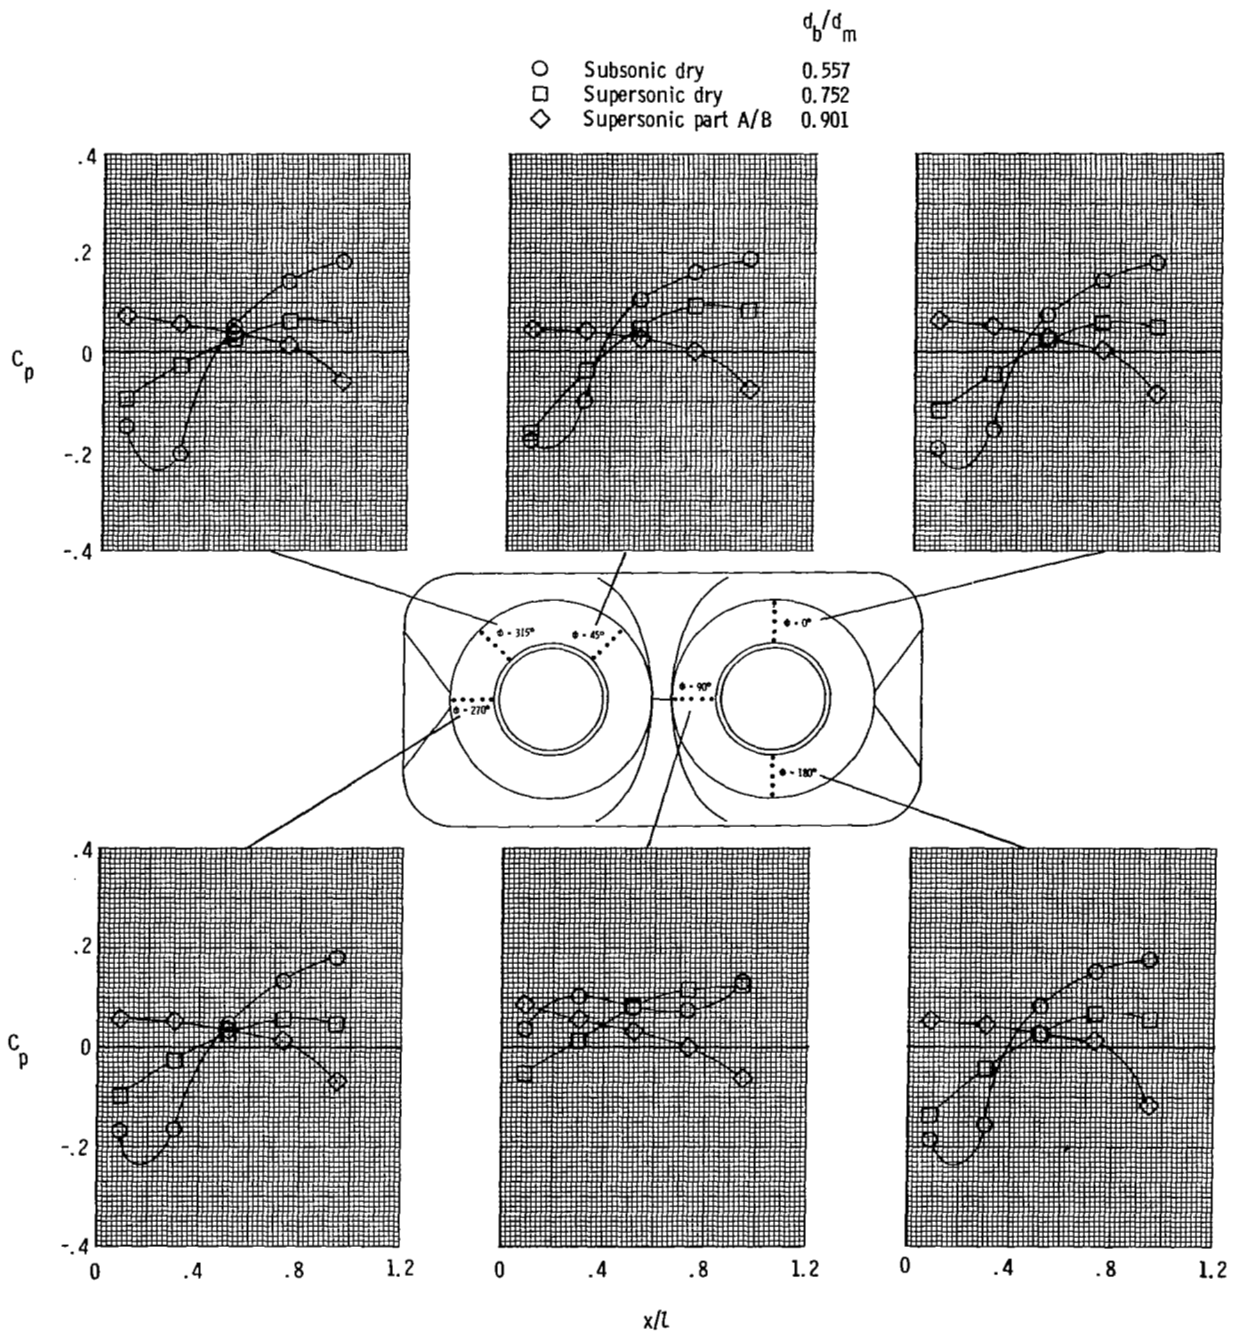 d_b/d_m
Subsonic dry 0.557
Supersonic dry 0.752
Supersonic part A/B 0.901
.4
.2
0
-.2
-.4
C_p
ϕ - 315°
ϕ - 45°
ϕ - 0°
ϕ - 270°
ϕ - 90°
ϕ - 180°
.4
.2
0
-.2
-.4
C_p
0 .4 .8 1.2
0 .4 .8 1.2
0 .4 .8 1.2
x/l